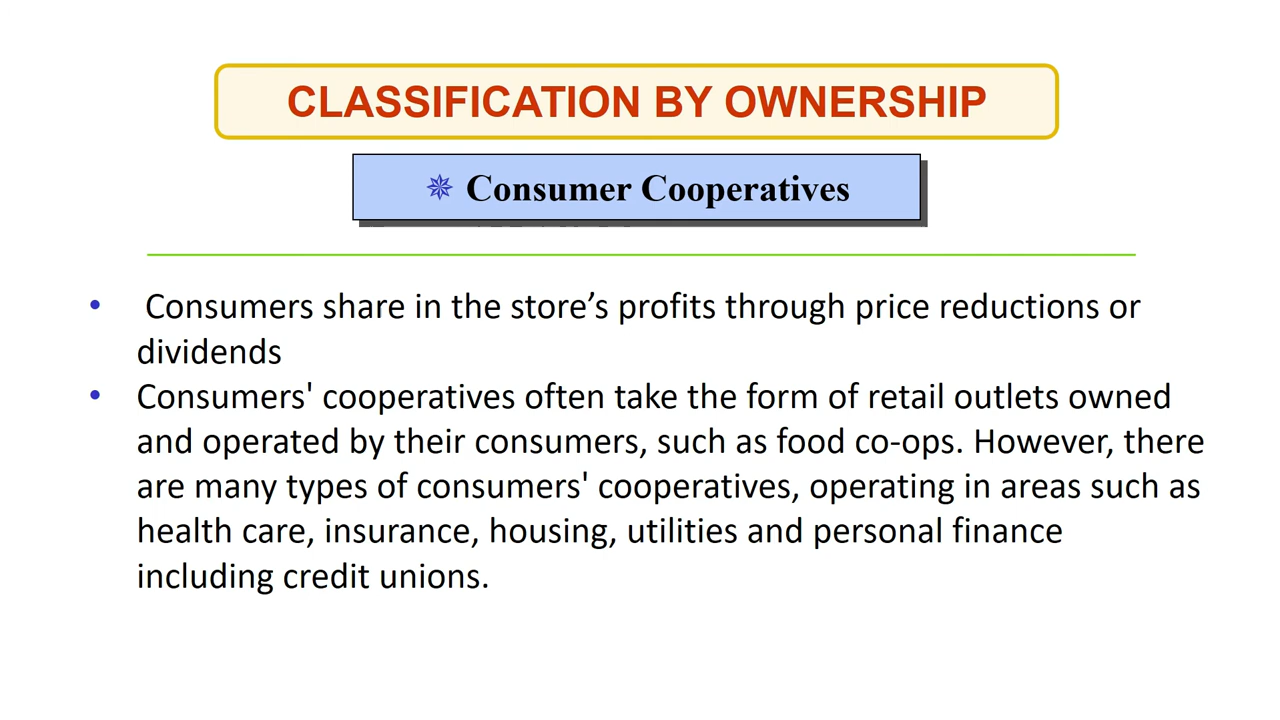 CLASSIFICATION BY OWNERSHIP
✵ Consumer Cooperatives
• Consumers share in the store’s profits through price reductions or
dividends
• Consumers' cooperatives often take the form of retail outlets owned
and operated by their consumers, such as food co-ops. However, there
are many types of consumers' cooperatives, operating in areas such as
health care, insurance, housing, utilities and personal finance
including credit unions.